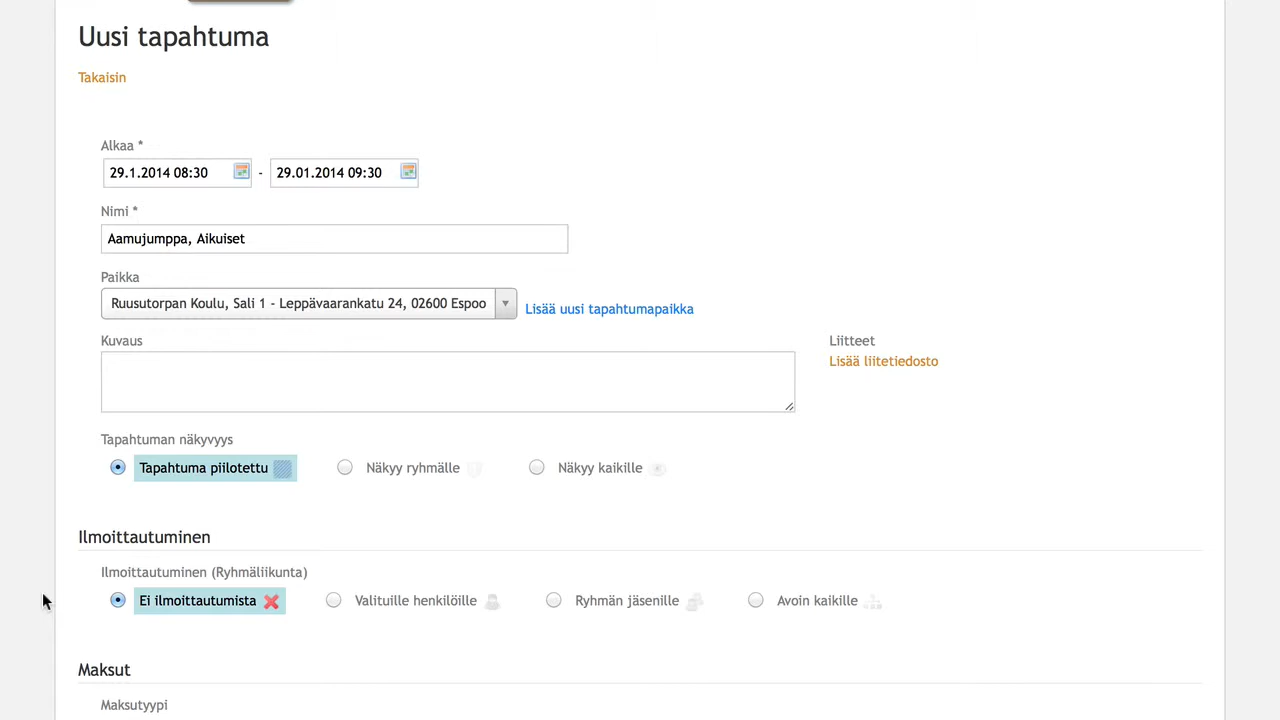 Uusi tapahtuma
Takaisin
Alkaa *
29.1.2014 08:30 - 29.01.2014 09:30
Nimi *
Aamujumppa, Aikuiset
Paikka
Ruusutorpan Koulu, Sali 1 - Leppävaarankatu 24, 02600 Espoo Lisää uusi tapahtumapaikka
Kuvaus Liitteet
Lisää liitetiedosto
Tapahtuman näkyvyys
Tapahtuma piilotettu Näkyy ryhmälle Näkyy kaikille
Ilmoittautuminen
Ilmoittautuminen (Ryhmäliikunta)
Ei ilmoittautumista Valituille henkilöille Ryhmän jäsenille Avoin kaikille
Maksut
Maksutyypi